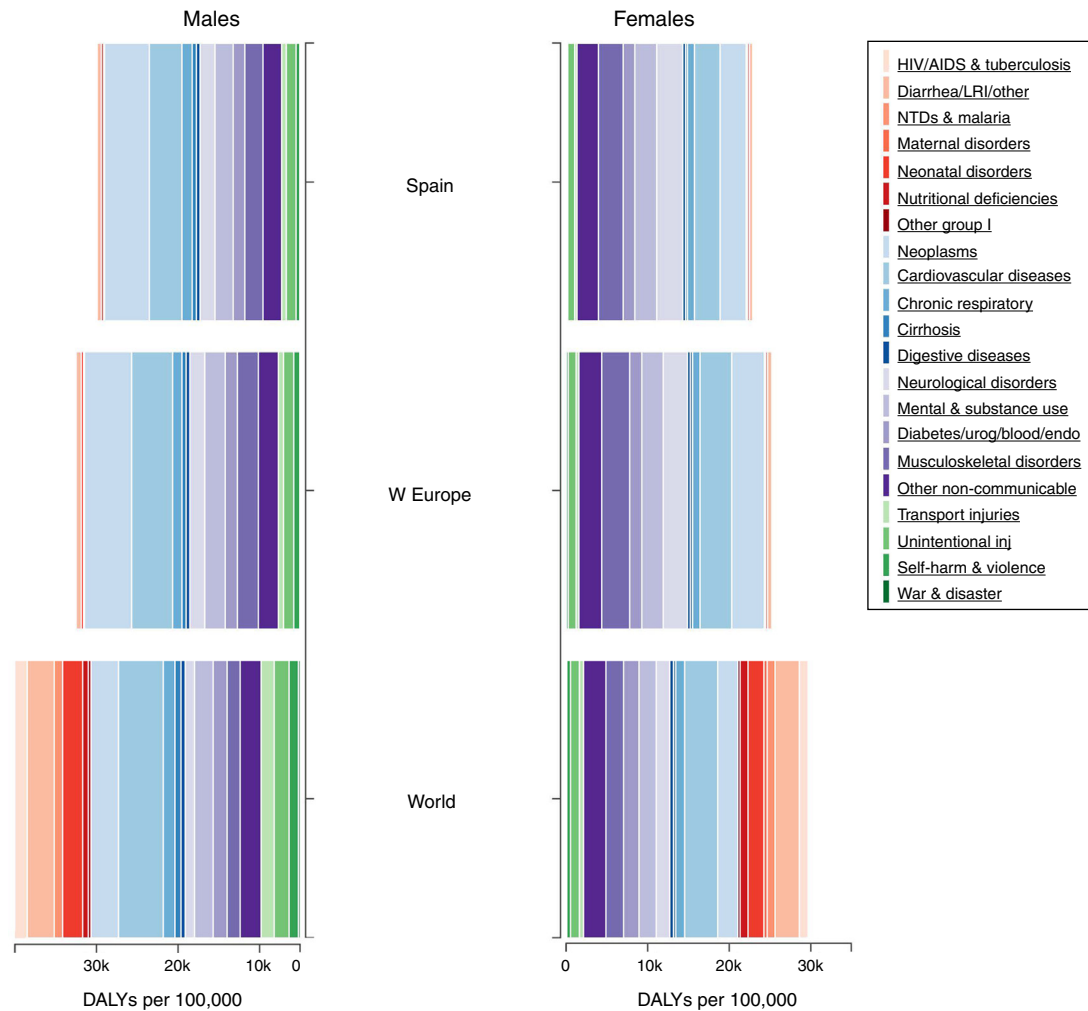 Males
Females
HIV/AIDS & tuberculosis
Diarrhea/LRI/other
NTDs & malaria
Maternal disorders
Neonatal disorders
Nutritional deficiencies
Other group I
Neoplasms
Cardiovascular diseases
Chronic respiratory
Cirrhosis
Digestive diseases
Neurological disorders
Mental & substance use
Diabetes/urog/blood/endo
Musculoskeletal disorders
Other non-communicable
Transport injuries
Unintentional inj
Self-harm & violence
War & disaster
Spain
W Europe
World
30k 20k 10k 0
0 10k 20k 30k
DALYs per 100,000
DALYs per 100,000